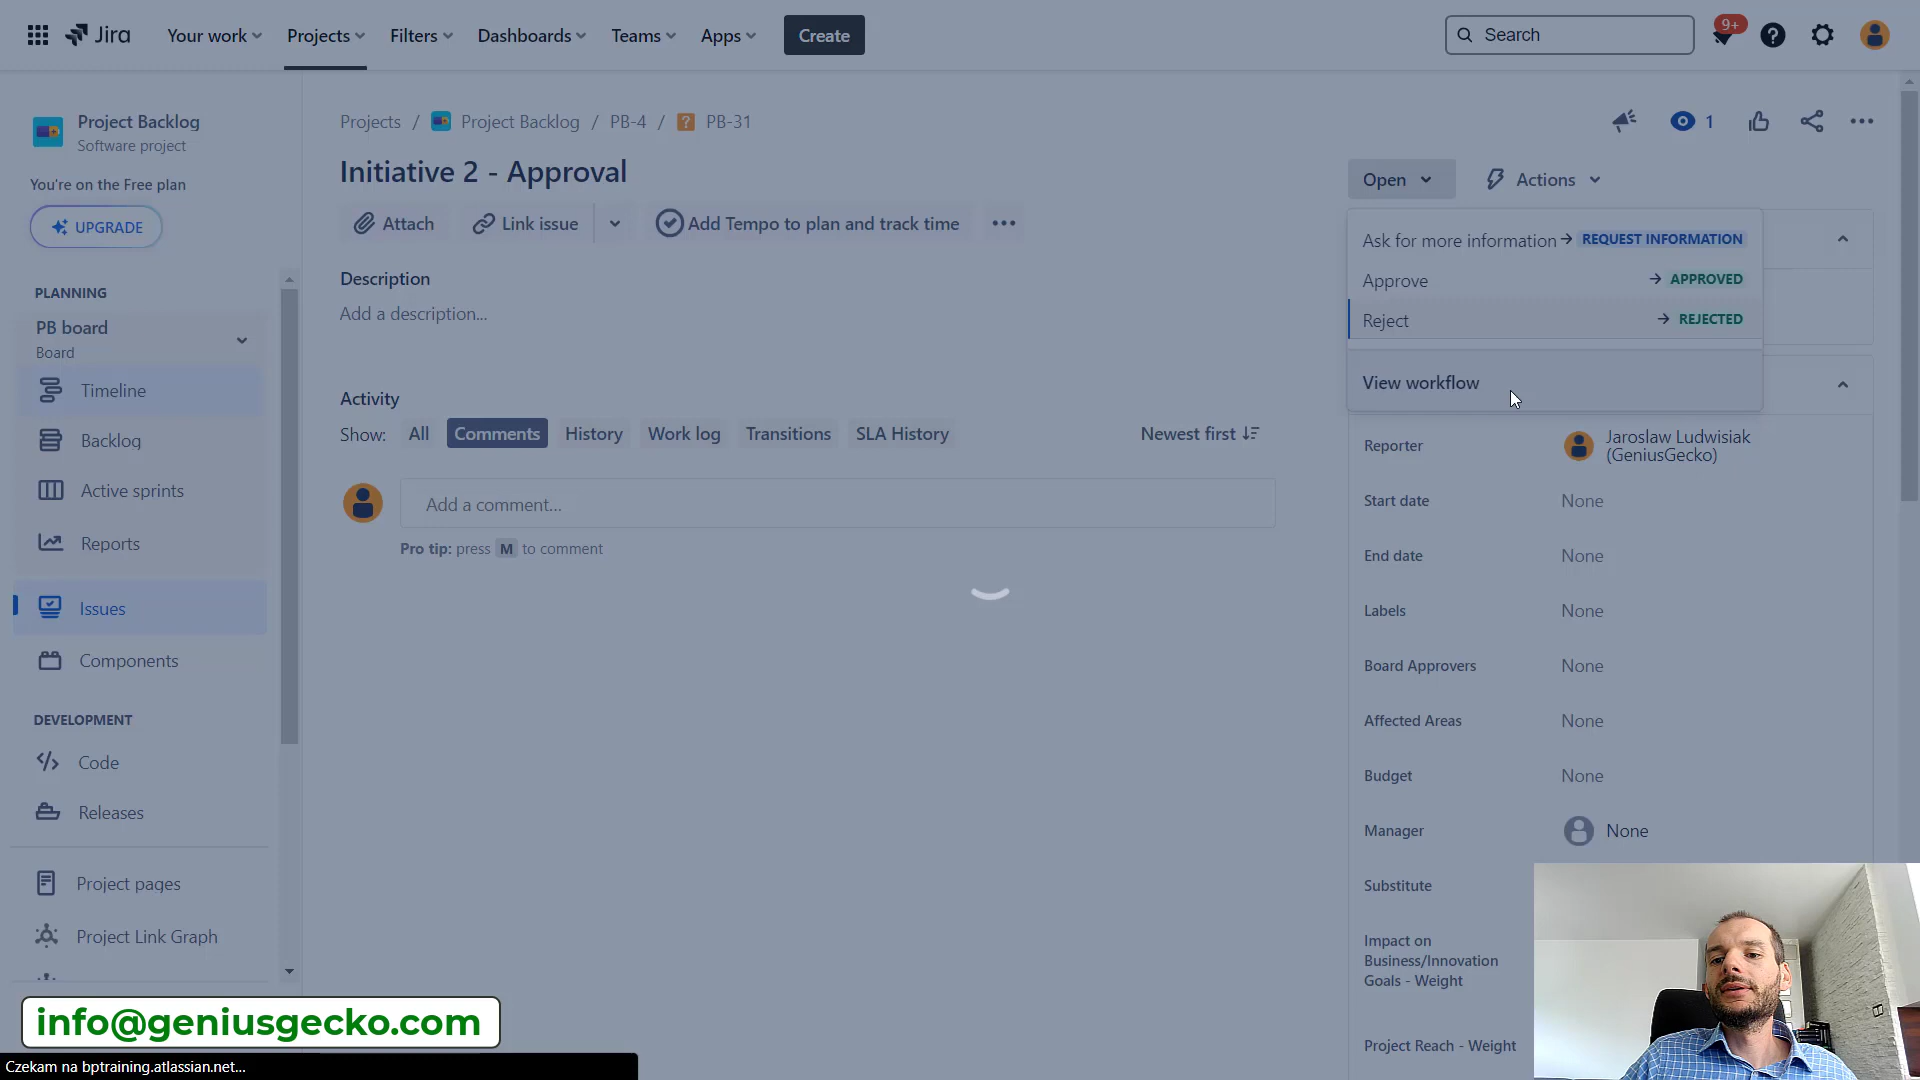 Jira
Your work
Projects
Filters
Dashboards
Teams
Apps
Create
Search
9+
Project Backlog
Software project
You're on the Free plan
UPGRADE
PLANNING
PB board
Board
Timeline
Backlog
Active sprints
Reports
Issues
Components
DEVELOPMENT
Code
Releases
Project pages
Project Link Graph
Projects / Project Backlog / PB-4 / PB-31
1
Initiative 2 - Approval
Attach
Link issue
Add Tempo to plan and track time
Description
Add a description...
Activity
Show:
All
Comments
History
Work log
Transitions
SLA History
Newest first
Add a comment...
Pro tip: press M to comment
Open
Actions
Ask for more information → REQUEST INFORMATION
Approve → APPROVED
Reject → REJECTED
View workflow
Reporter
Jaroslaw Ludwisiak
(GeniusGecko)
Start date
None
End date
None
Labels
None
Board Approvers
None
Affected Areas
None
Budget
None
Manager
None
Substitute
Impact on
Business/Innovation
Goals - Weight
Project Reach - Weight
info@geniusgecko.com
Czekam na bptraining.atlassian.net...